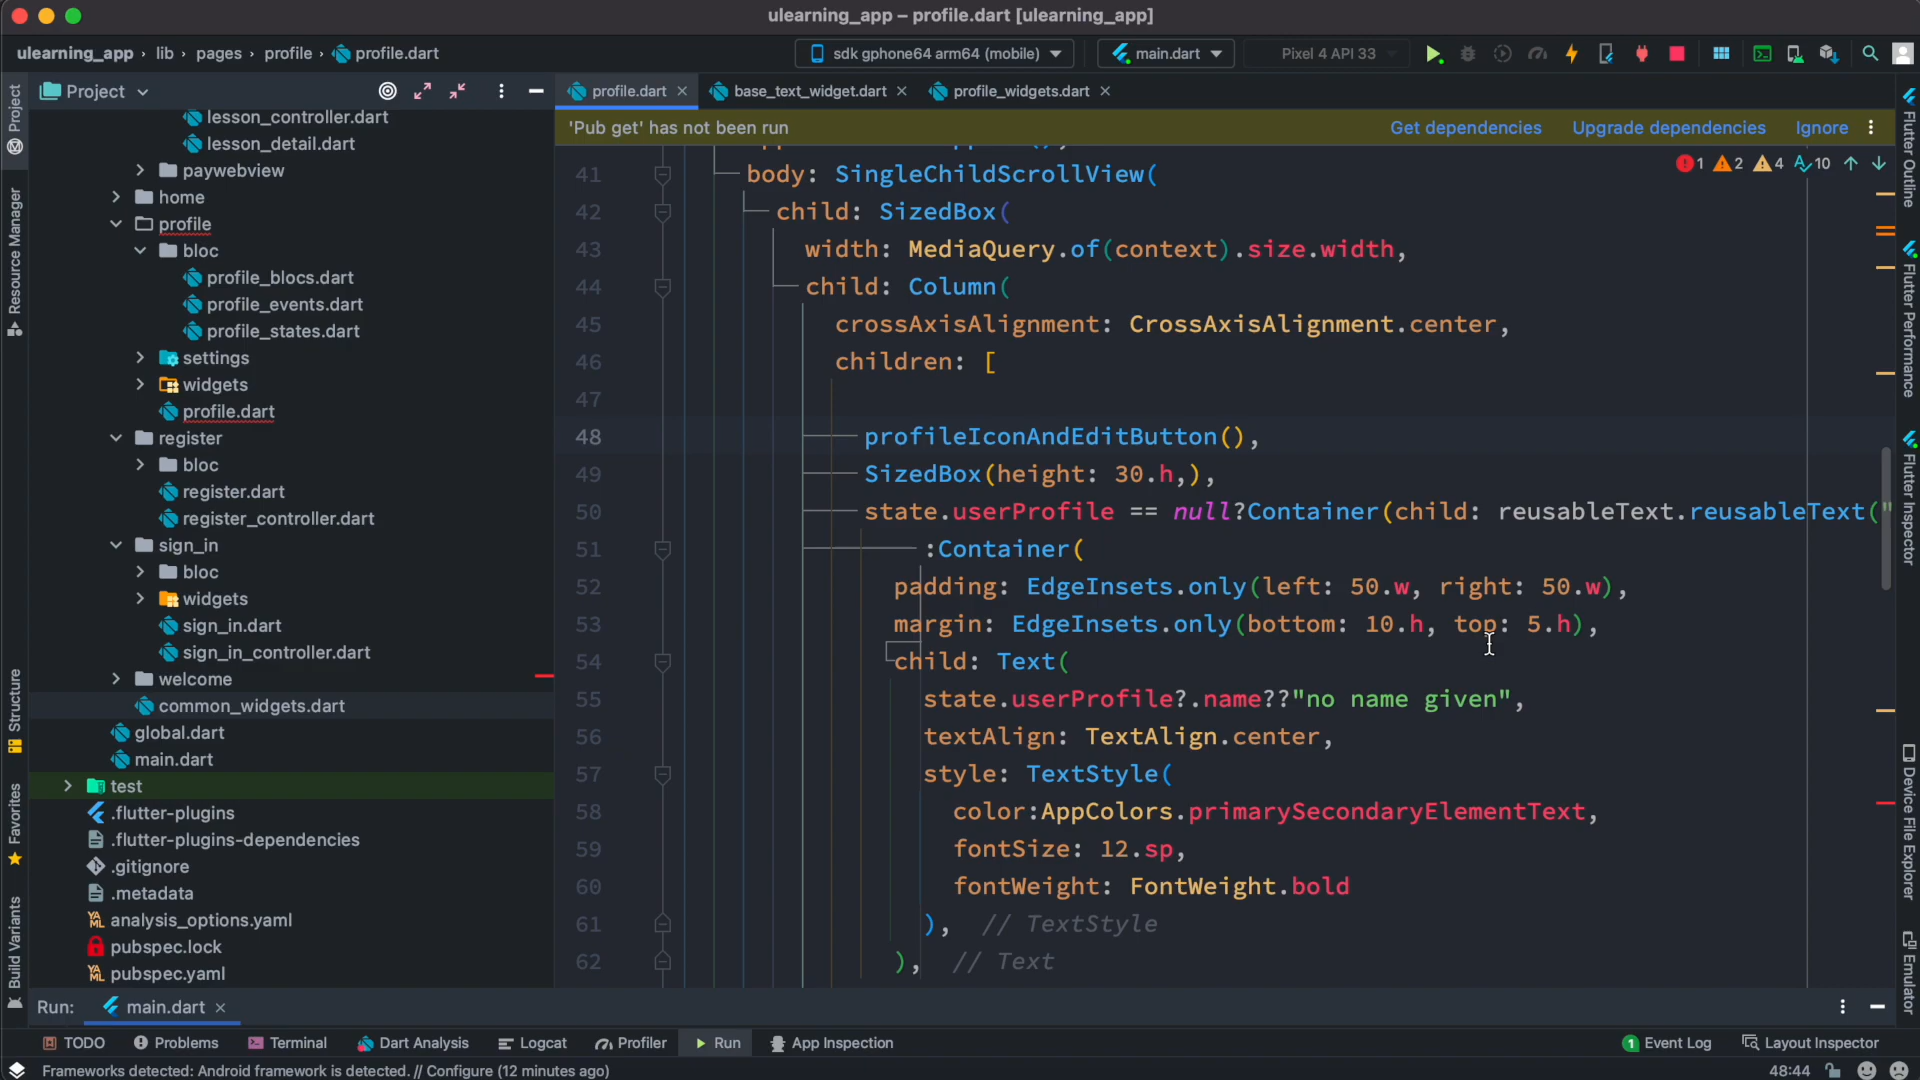 ulearning_app – profile.dart [ulearning_app]
ulearning_app › lib › pages › profile › profile.dart
sdk gphone64 arm64 (mobile)
main.dart
Pixel 4 API 33
Project
profile.dart
base_text_widget.dart
profile_widgets.dart
'Pub get' has not been run
Get dependencies
Upgrade dependencies
Ignore
1 2 4 10
lesson_controller.dart
lesson_detail.dart
paywebview
home
profile
bloc
profile_blocs.dart
profile_events.dart
profile_states.dart
settings
widgets
profile.dart
register
bloc
register.dart
register_controller.dart
sign_in
bloc
widgets
sign_in.dart
sign_in_controller.dart
welcome
common_widgets.dart
global.dart
main.dart
test
.flutter-plugins
.flutter-plugins-dependencies
.gitignore
.metadata
analysis_options.yaml
pubspec.lock
pubspec.yaml
41 body: SingleChildScrollView(
42 child: SizedBox(
43 width: MediaQuery.of(context).size.width,
44 child: Column(
45 crossAxisAlignment: CrossAxisAlignment.center,
46 children: [
47
48 profileIconAndEditButton(),
49 SizedBox(height: 30.h,),
50 state.userProfile == null?Container(child: reusableText.reusableText("
51 :Container(
52 padding: EdgeInsets.only(left: 50.w, right: 50.w),
53 margin: EdgeInsets.only(bottom: 10.h, top: 5.h),
54 child: Text(
55 state.userProfile?.name??"no name given",
56 textAlign: TextAlign.center,
57 style: TextStyle(
58 color:AppColors.primarySecondaryElementText,
59 fontSize: 12.sp,
60 fontWeight: FontWeight.bold
61 ), // TextStyle
62 ), // Text
Project
Resource Manager
Structure
Favorites
Build Variants
Flutter Outline
Flutter Performance
Flutter Inspector
Device File Explorer
Emulator
Run:
main.dart
TODO
Problems
Terminal
Dart Analysis
Logcat
Profiler
Run
App Inspection
1 Event Log
Layout Inspector
Frameworks detected: Android framework is detected. // Configure (12 minutes ago)
48:44